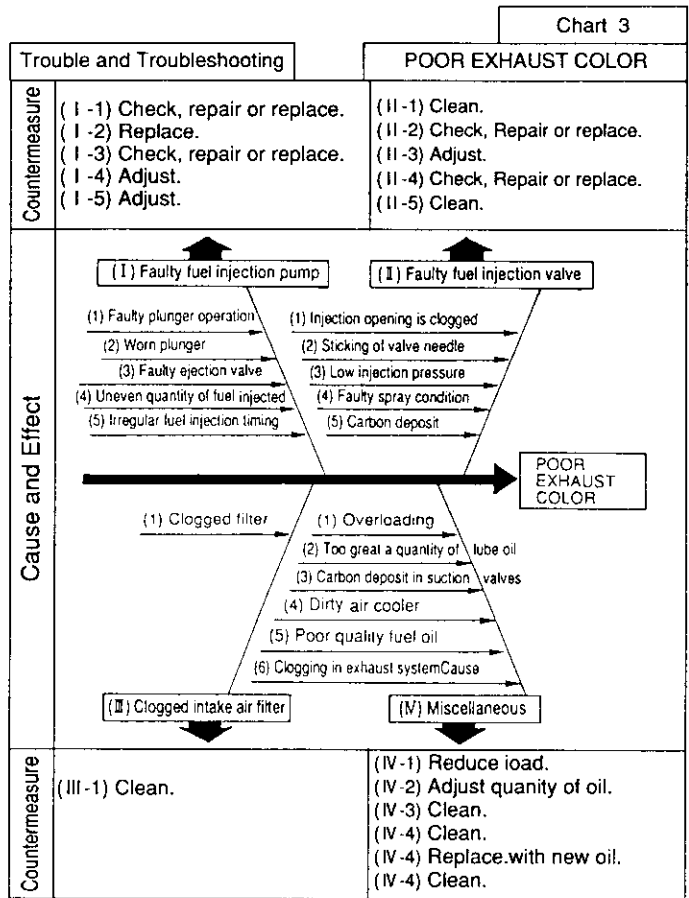 Chart 3
Trouble and Troubleshooting
POOR EXHAUST COLOR
Countermeasure
( I -1) Check, repair or replace.
( I -2) Replace.
( I -3) Check, repair or replace.
( I -4) Adjust.
( I -5) Adjust.
(II-1) Clean.
(II-2) Check, Repair or replace.
(II-3) Adjust.
(II-4) Check, Repair or replace.
(II-5) Clean.
Cause and Effect
(I) Faulty fuel injection pump
(II) Faulty fuel injection valve
(1) Faulty plunger operation
(2) Worn plunger
(3) Faulty ejection valve
(4) Uneven quantity of fuel injected
(5) Irregular fuel injection timing
(1) Injection opening is clogged
(2) Sticking of valve needle
(3) Low injection pressure
(4) Faulty spray condition
(5) Carbon deposit
POOR
EXHAUST
COLOR
(1) Clogged filter
(1) Overloading
(2) Too great a quantity of lube oil
(3) Carbon deposit in suction valves
(4) Dirty air cooler
(5) Poor quality fuel oil
(6) Clogging in exhaust systemCause
(III) Clogged intake air filter
(IV) Miscellaneous
Countermeasure
(III-1) Clean.
(IV-1) Reduce ioad.
(IV-2) Adjust quanity of oil.
(IV-3) Clean.
(IV-4) Clean.
(IV-4) Replace.with new oil.
(IV-4) Clean.